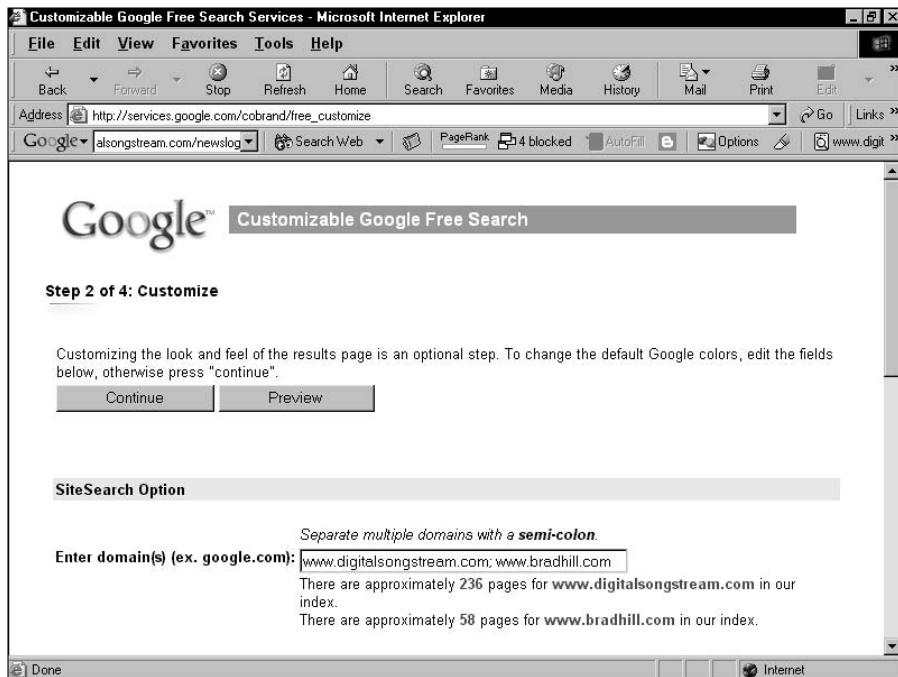 Customizable Google Free Search Services - Microsoft Internet Explorer
File Edit View Favorites Tools Help
Back Forward Stop Refresh Home Search Favorites Media History Mail Print Edit »
Address http://services.google.com/cobrand/free_customize Go Links »
Google alsongstream.com/newslog Search Web PageRank 4 blocked AutoFill Options www.digit »
Google™ Customizable Google Free Search
Step 2 of 4: Customize
Customizing the look and feel of the results page is an optional step. To change the default Google colors, edit the fields
below, otherwise press "continue".
Continue Preview
SiteSearch Option
Separate multiple domains with a semi-colon.
Enter domain(s) (ex. google.com): www.digitalsongstream.com; www.bradhill.com
There are approximately 236 pages for www.digitalsongstream.com in our
index.
There are approximately 58 pages for www.bradhill.com in our index.
Done Internet